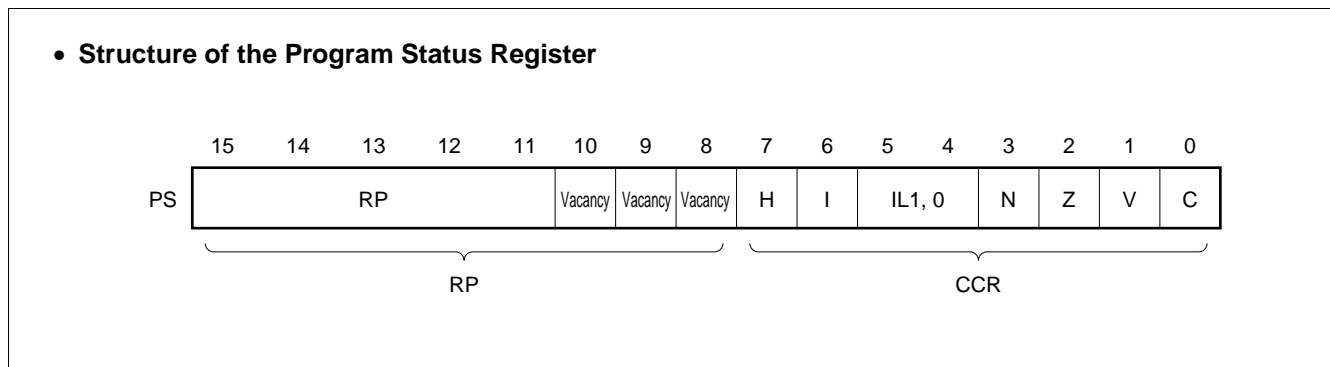 • Structure of the Program Status Register
15 14 13 12 11 10 9 8 7 6 5 4 3 2 1 0
PS RP Vacancy Vacancy Vacancy H I IL1, 0 N Z V C
RP CCR